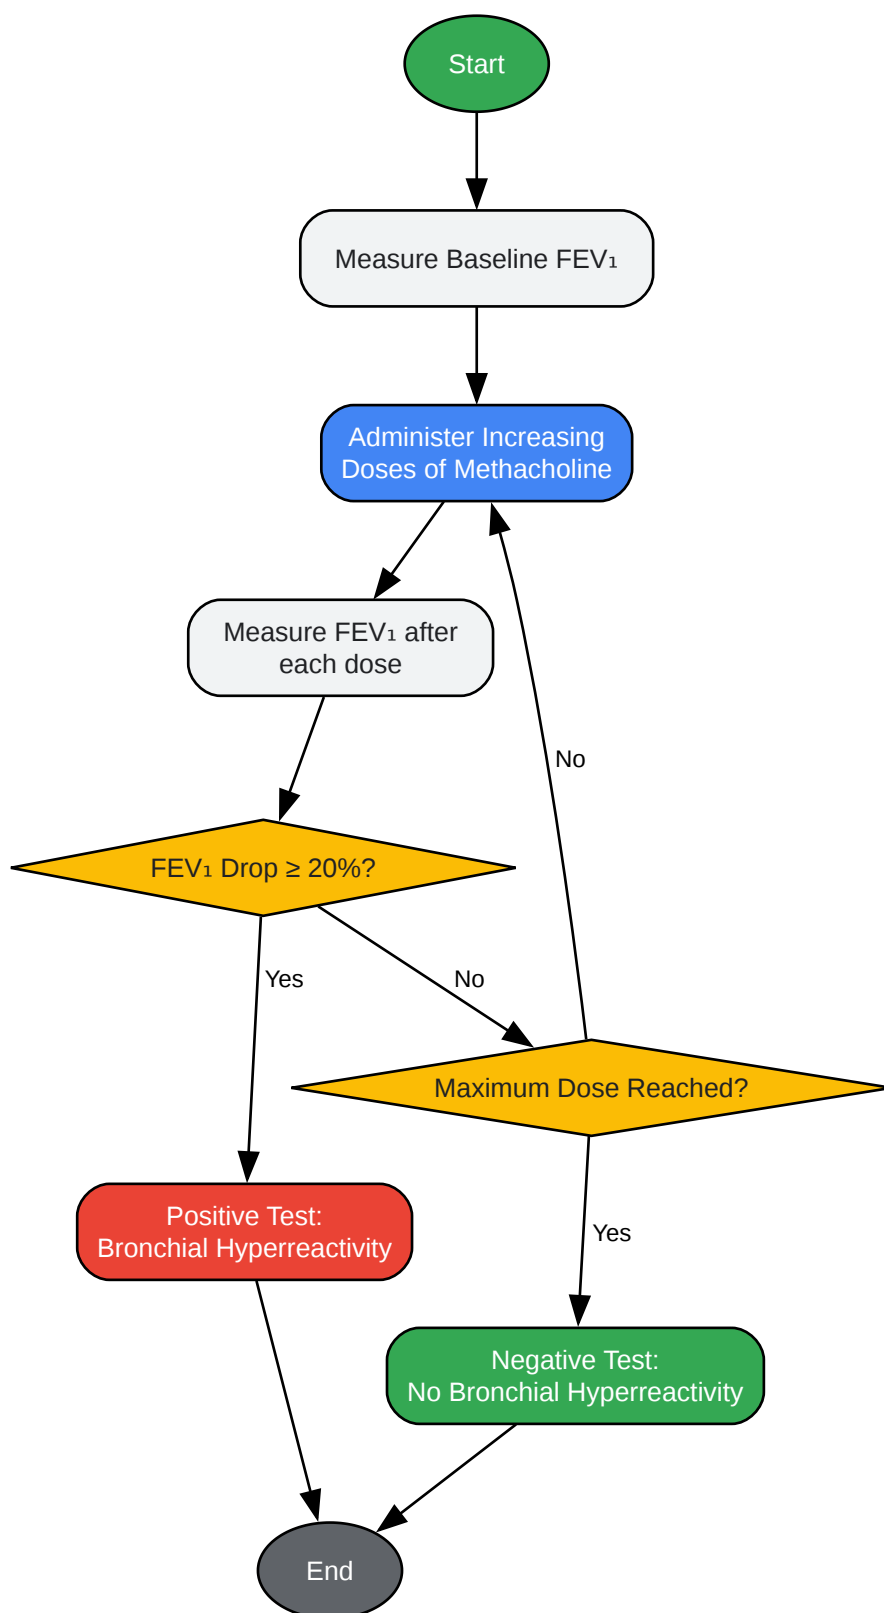 Start
Measure Baseline FEV₁
Administer Increasing
Doses of Methacholine
Measure FEV₁ after
each dose
No
FEV₁ Drop ≥ 20%?
Yes
No
Maximum Dose Reached?
Positive Test:
Bronchial Hyperreactivity
Yes
Negative Test:
No Bronchial Hyperreactivity
End